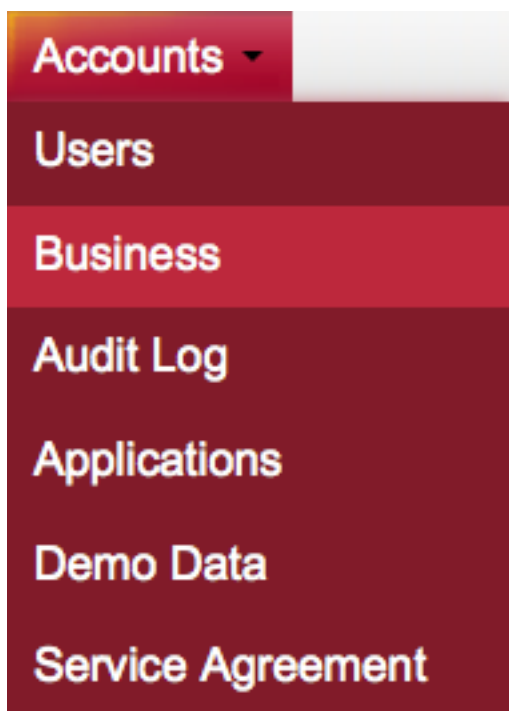 Accounts
Users
Business
Audit Log
Applications
Demo Data
Service Agreement